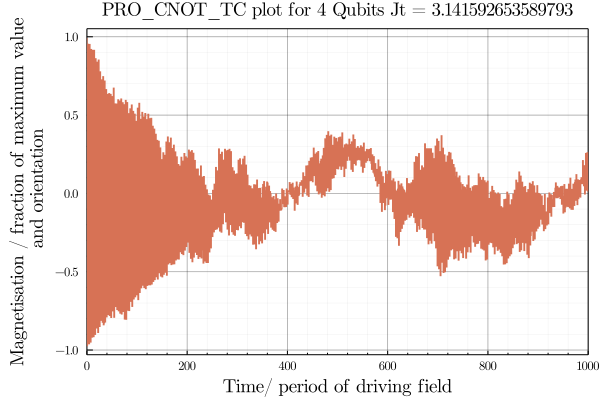 PRO_CNOT_TC plot for 4 Qubits Jt = 3.141592653589793
Magnetisation / fraction of maximum value
and orientation
1.0
0.5
0.0
−0.5
−1.0
0 200 400 600 800 1000
Time/ period of driving field